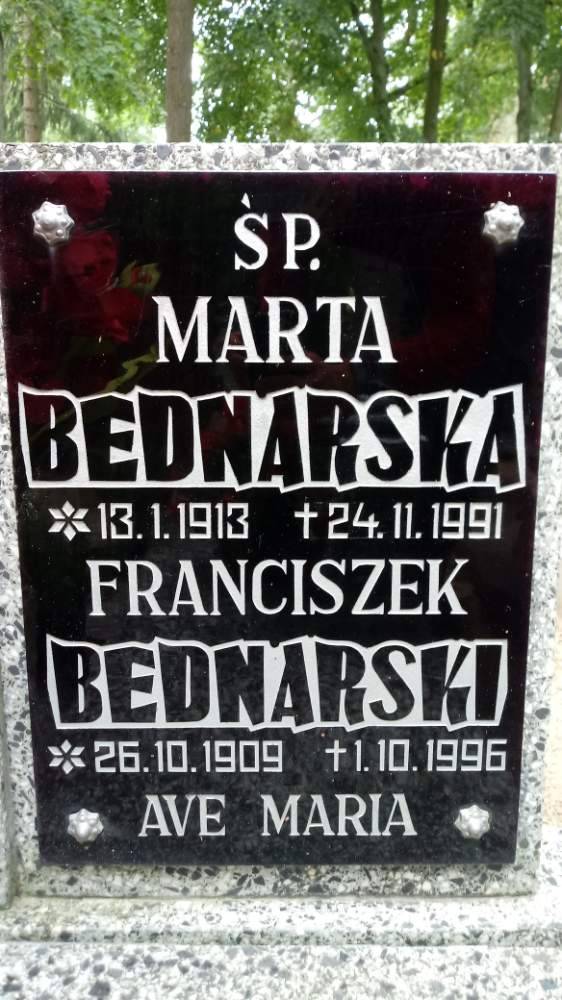 ŚP.
MARTA
BEDNARSKA
* 13.1.1913 †24.11.1991
FRANCISZEK
BEDNARSKI
* 26.10.1909 †1.10.1996
AVE MARIA